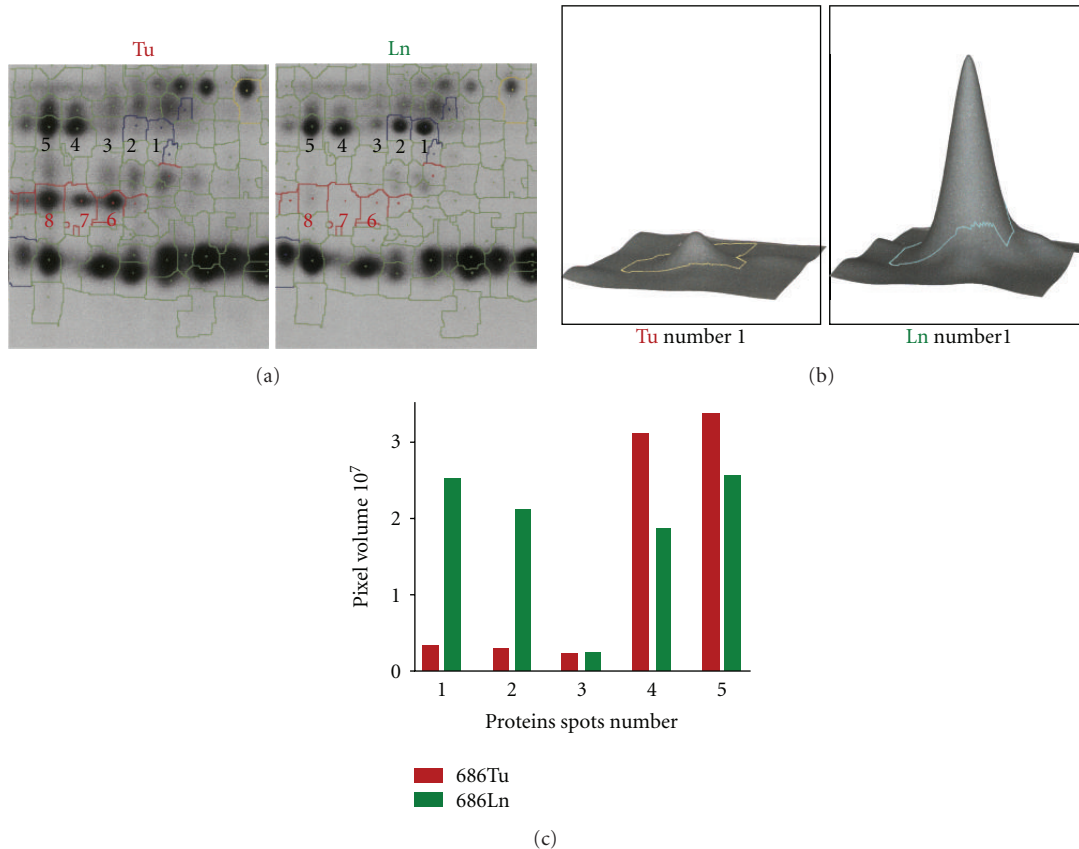 Tu
Ln
5 4 3 2 1
8 7 6
5 4 3 2 1
8 7 6
(a)
Tu number 1
Ln number1
(b)
Pixel volume 10⁷
3
2
1
0
1 2 3 4 5
Proteins spots number
686Tu
686Ln
(c)